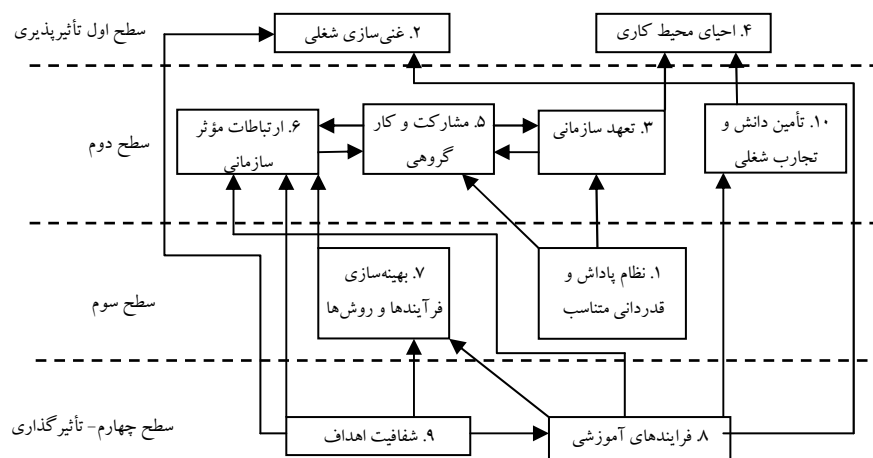 سطح اول تأثیرپذیری
۴. احیای محیط کاری
۲. غنی‌سازی شغلی
سطح دوم
۱۰. تأمین دانش و
تجارب شغلی
۳. تعهد سازمانی
۵. مشارکت و کار
گروهی
۶. ارتباطات مؤثر
سازمانی
سطح سوم
۱. نظام پاداش و
قدردانی متناسب
۷. بهینه‌سازی
فرآیندها و روش‌ها
سطح چهارم- تأثیرگذاری
۸. فرایندهای آموزشی
۹. شفافیت اهداف